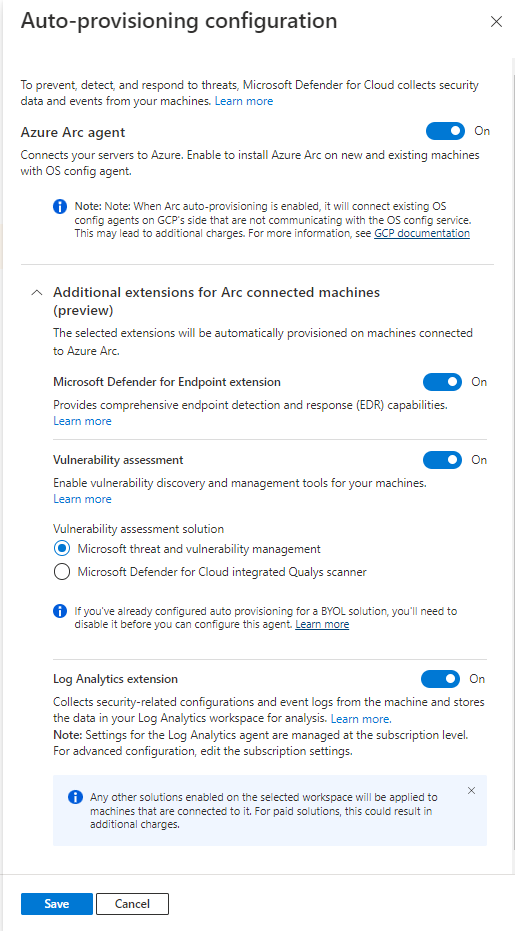 Auto-provisioning configuration
To prevent, detect, and respond to threats, Microsoft Defender for Cloud collects security
data and events from your machines. Learn more
Azure Arc agent
On
Connects your servers to Azure. Enable to install Azure Arc on new and existing machines
with OS config agent.
Note: Note: When Arc auto-provisioning is enabled, it will connect existing OS
config agents on GCP's side that are not communicating with the OS config service.
This may lead to additional charges. For more information, see GCP documentation
Additional extensions for Arc connected machines
(preview)
The selected extensions will be automatically provisioned on machines connected
to Azure Arc.
Microsoft Defender for Endpoint extension
On
Provides comprehensive endpoint detection and response (EDR) capabilities.
Learn more
Vulnerability assessment
On
Enable vulnerability discovery and management tools for your machines.
Learn more
Vulnerability assessment solution
Microsoft threat and vulnerability management
Microsoft Defender for Cloud integrated Qualys scanner
If you've already configured auto provisioning for a BYOL solution, you'll need to
disable it before you can configure this agent. Learn more
Log Analytics extension
On
Collects security-related configurations and event logs from the machine and stores
the data in your Log Analytics workspace for analysis. Learn more.
Note: Settings for the Log Analytics agent are managed at the subscription level.
For advanced configuration, edit the subscription settings.
Any other solutions enabled on the selected workspace will be applied to
machines that are connected to it. For paid solutions, this could result in
additional charges.
Save
Cancel